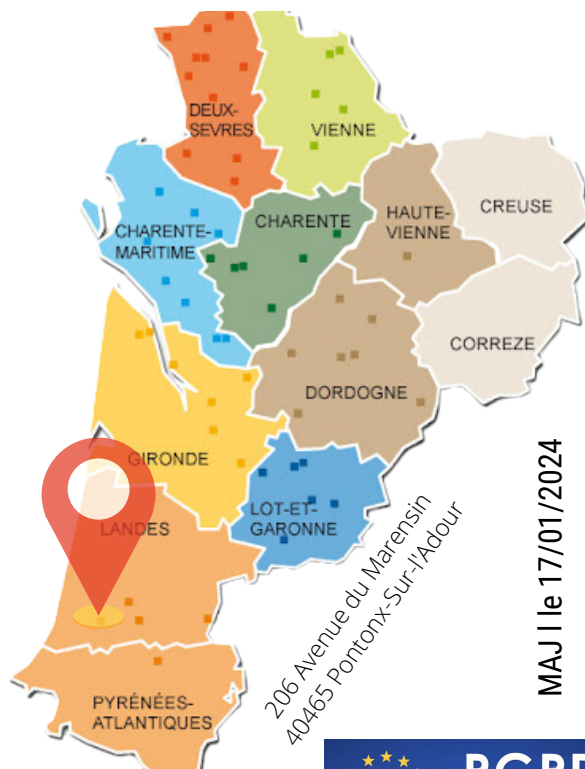 DEUX-
SEVRES
VIENNE
CHARENTE-
MARITIME
CHARENTE
HAUTE-
VIENNE
CREUSE
CORREZE
DORDOGNE
GIRONDE
LOT-ET-
GARONNE
LANDES
PYRÉNÉES-
ATLANTIQUES
206 Avenue du Marensin
40465 Pontonx-Sur-l'Adour
MAJ I le 17/01/2024